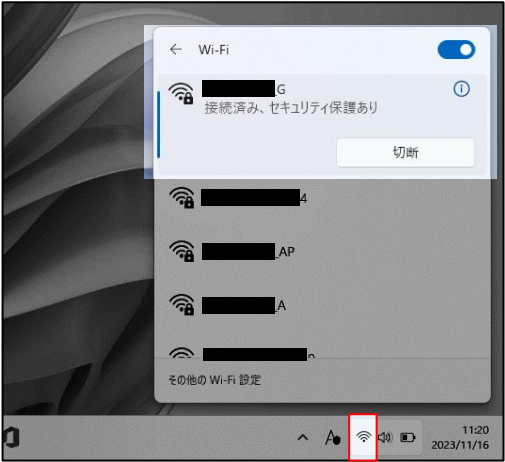 Wi-Fi
G
接続済み、セキュリティ保護あり
切断
4
_AP
_A
その他の Wi-Fi 設定
11:20
2023/11/16